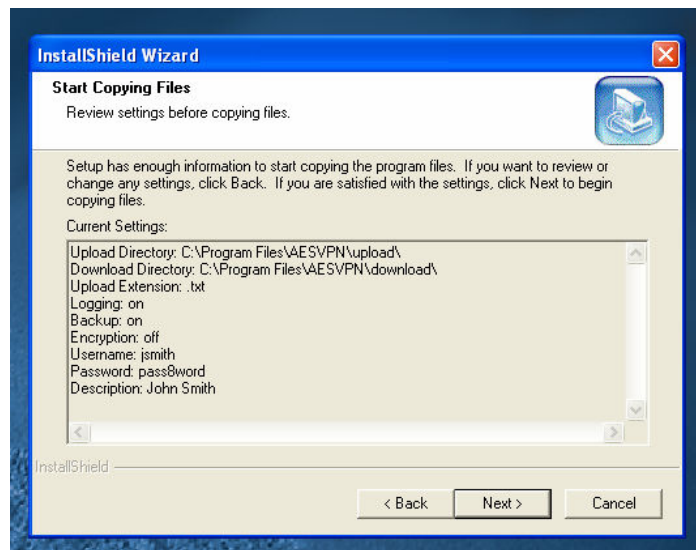 InstallShield Wizard
Start Copying Files
Review settings before copying files.
Setup has enough information to start copying the program files. If you want to review or
change any settings, click Back. If you are satisfied with the settings, click Next to begin
copying files.
Current Settings:
Upload Directory: C:\Program Files\AESVPN\upload\
Download Directory: C:\Program Files\AESVPN\download\
Upload Extension: .txt
Logging: on
Backup: on
Encryption: off
Username: jsmith
Password: pass8word
Description: John Smith
InstallShield
< Back
Next >
Cancel